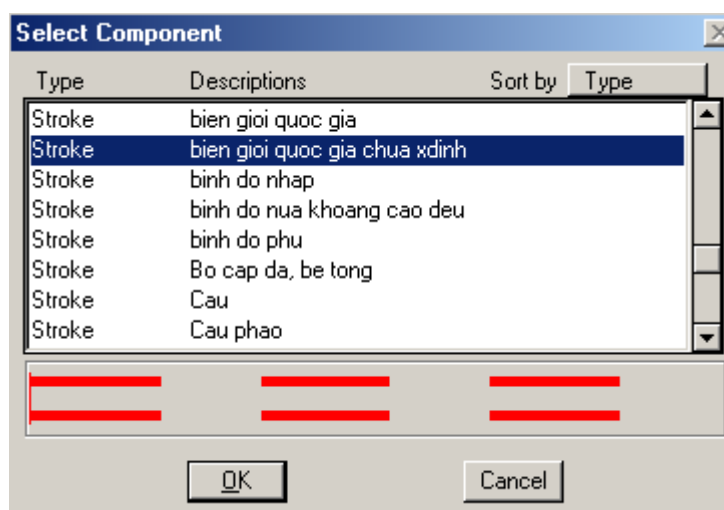 Select Component
Type Descriptions Sort by Type
Stroke bien gioi quoc gia
Stroke bien gioi quoc gia chua xdinh
Stroke binh do nhap
Stroke binh do nua khoang cao deu
Stroke binh do phu
Stroke Bo cap da, be tong
Stroke Cau
Stroke Cau phao
OK Cancel